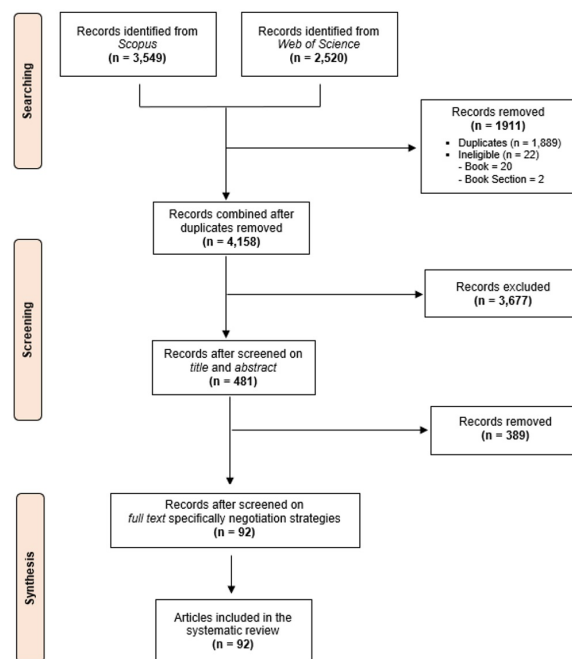 Searching
Records identified from
Scopus
(n = 3,549)
Records identified from
Web of Science
(n = 2,520)
Records removed
(n = 1911)
▪ Duplicates (n = 1,889)
▪ Ineligible (n = 22)
- Book = 20
- Book Section = 2
Records combined after
duplicates removed
(n = 4,158)
Screening
Records excluded
(n = 3,677)
Records after screened on
title and abstract
(n = 481)
Records removed
(n = 389)
Synthesis
Records after screened on
full text specifically negotiation strategies
(n = 92)
Articles included in the
systematic review
(n = 92)